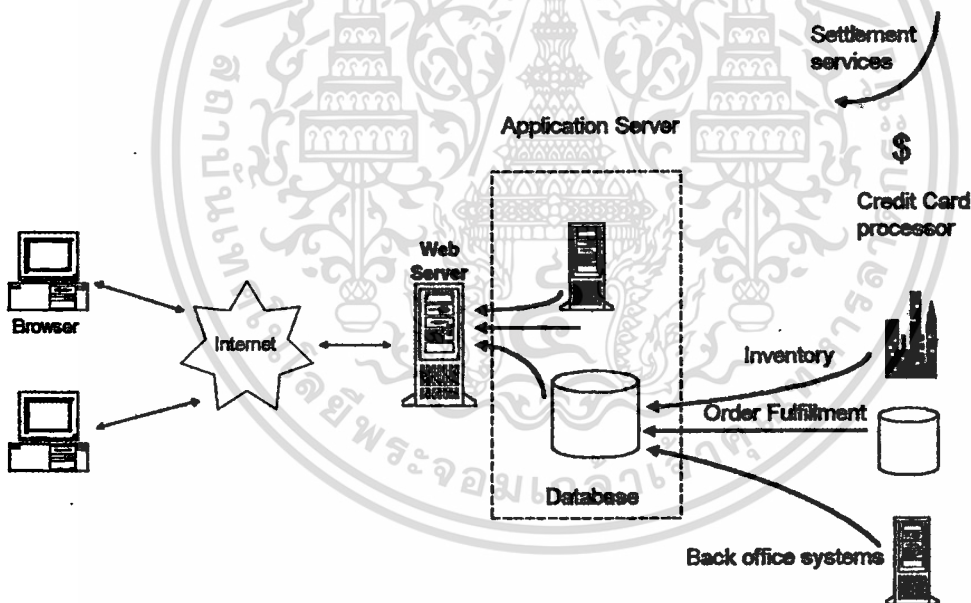 Settlement
services
Application Server
$
Credit Card
processor
Web
Server
Browser
Internet
Inventory
Order Fulfillment
Database
Back office systems